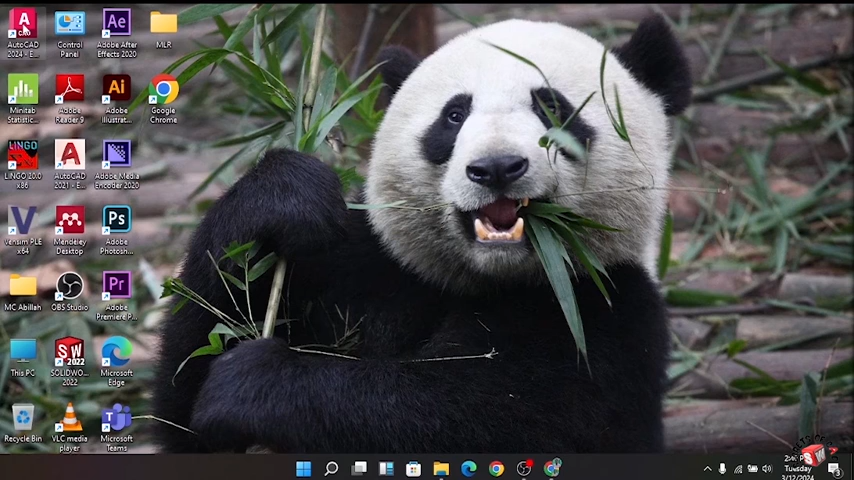 AutoCAD
2024 - E...
Control
Panel
Adobe After
Effects 2020
MLR
Minitab
Statistic...
Adobe
Reader 9
Adobe
Illustrat...
Google
Chrome
LINGO
LINGO 20.0
x86
AutoCAD
2021 - E...
Adobe Media
Encoder 2020
vensim PLE
x64
Mendeley
Desktop
Adobe
Photosh...
MC Abillah
OBS Studio
Adobe
Premiere P...
This PC
SOLIDWO...
2022
Microsoft
Edge
Recycle Bin
VLC media
player
Microsoft
Teams
Tuesday
3/12/2024